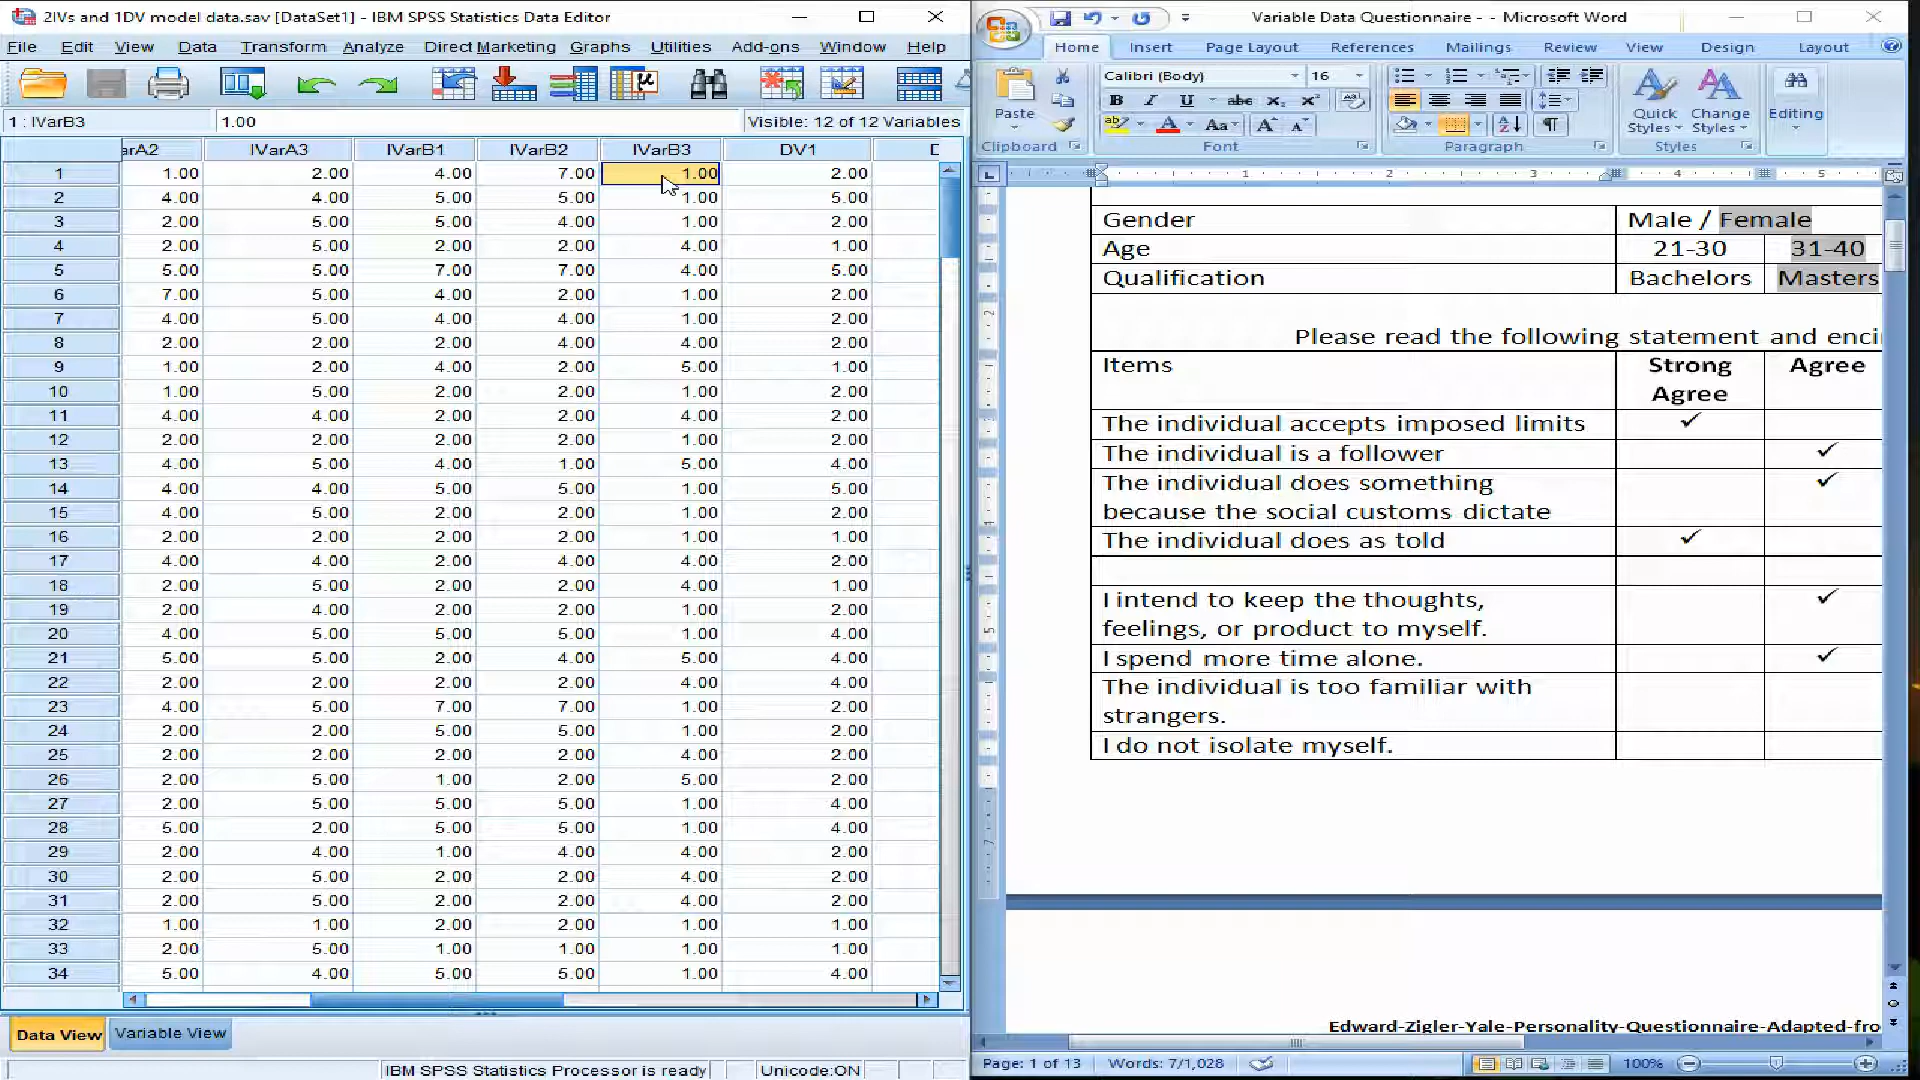 2IVs and 1DV model data.sav [DataSet1] - IBM SPSS Statistics Data Editor
File Edit View Data Transform Analyze Direct Marketing Graphs Utilities Add-ons Window Help
1 : IVarB3 1.00 Visible: 12 of 12 Variables
arA2 IVarA3 IVarB1 IVarB2 IVarB3 DV1
1 1.00 2.00 4.00 7.00 1.00 2.00
2 4.00 4.00 5.00 5.00 1.00 5.00
3 2.00 5.00 5.00 4.00 1.00 2.00
4 2.00 5.00 2.00 2.00 4.00 1.00
5 5.00 5.00 7.00 7.00 4.00 5.00
6 7.00 5.00 4.00 2.00 1.00 2.00
7 4.00 5.00 4.00 4.00 1.00 2.00
8 2.00 2.00 2.00 4.00 4.00 2.00
9 1.00 2.00 4.00 2.00 5.00 1.00
10 1.00 5.00 2.00 2.00 1.00 2.00
11 4.00 4.00 2.00 2.00 4.00 2.00
12 2.00 2.00 2.00 2.00 1.00 2.00
13 4.00 5.00 4.00 1.00 5.00 4.00
14 4.00 4.00 5.00 5.00 1.00 5.00
15 4.00 5.00 2.00 2.00 1.00 2.00
16 2.00 2.00 2.00 2.00 1.00 1.00
17 4.00 4.00 2.00 4.00 4.00 2.00
18 2.00 5.00 2.00 2.00 4.00 1.00
19 2.00 4.00 2.00 2.00 1.00 2.00
20 4.00 5.00 5.00 5.00 1.00 4.00
21 5.00 5.00 2.00 4.00 5.00 4.00
22 2.00 2.00 2.00 2.00 4.00 4.00
23 4.00 5.00 7.00 7.00 1.00 2.00
24 2.00 2.00 5.00 5.00 1.00 2.00
25 2.00 2.00 2.00 2.00 4.00 2.00
26 2.00 5.00 1.00 2.00 5.00 2.00
27 2.00 5.00 5.00 5.00 1.00 4.00
28 5.00 2.00 5.00 5.00 1.00 4.00
29 2.00 4.00 1.00 4.00 4.00 2.00
30 2.00 5.00 2.00 2.00 4.00 2.00
31 2.00 5.00 2.00 2.00 4.00 2.00
32 1.00 1.00 2.00 2.00 1.00 1.00
33 2.00 5.00 1.00 1.00 1.00 1.00
34 5.00 4.00 5.00 5.00 1.00 4.00
Data View Variable View
IBM SPSS Statistics Processor is ready Unicode:ON
Variable Data Questionnaire - - Microsoft Word
Home Insert Page Layout References Mailings Review View Design Layout
Calibri (Body) 16
Paste Quick Styles Change Styles Editing
Clipboard Font Paragraph Styles
Gender Male / Female
Age 21-30 31-40
Qualification Bachelors Masters
Please read the following statement and enci
Items Strong Agree Agree
The individual accepts imposed limits ✓
The individual is a follower ✓
The individual does something ✓
because the social customs dictate
The individual does as told ✓
I intend to keep the thoughts, ✓
feelings, or product to myself.
I spend more time alone. ✓
The individual is too familiar with
strangers.
I do not isolate myself.
Edward-Zigler-Yale-Personality-Questionnaire-Adapted-fro
Page: 1 of 13 Words: 7/1,028 100%